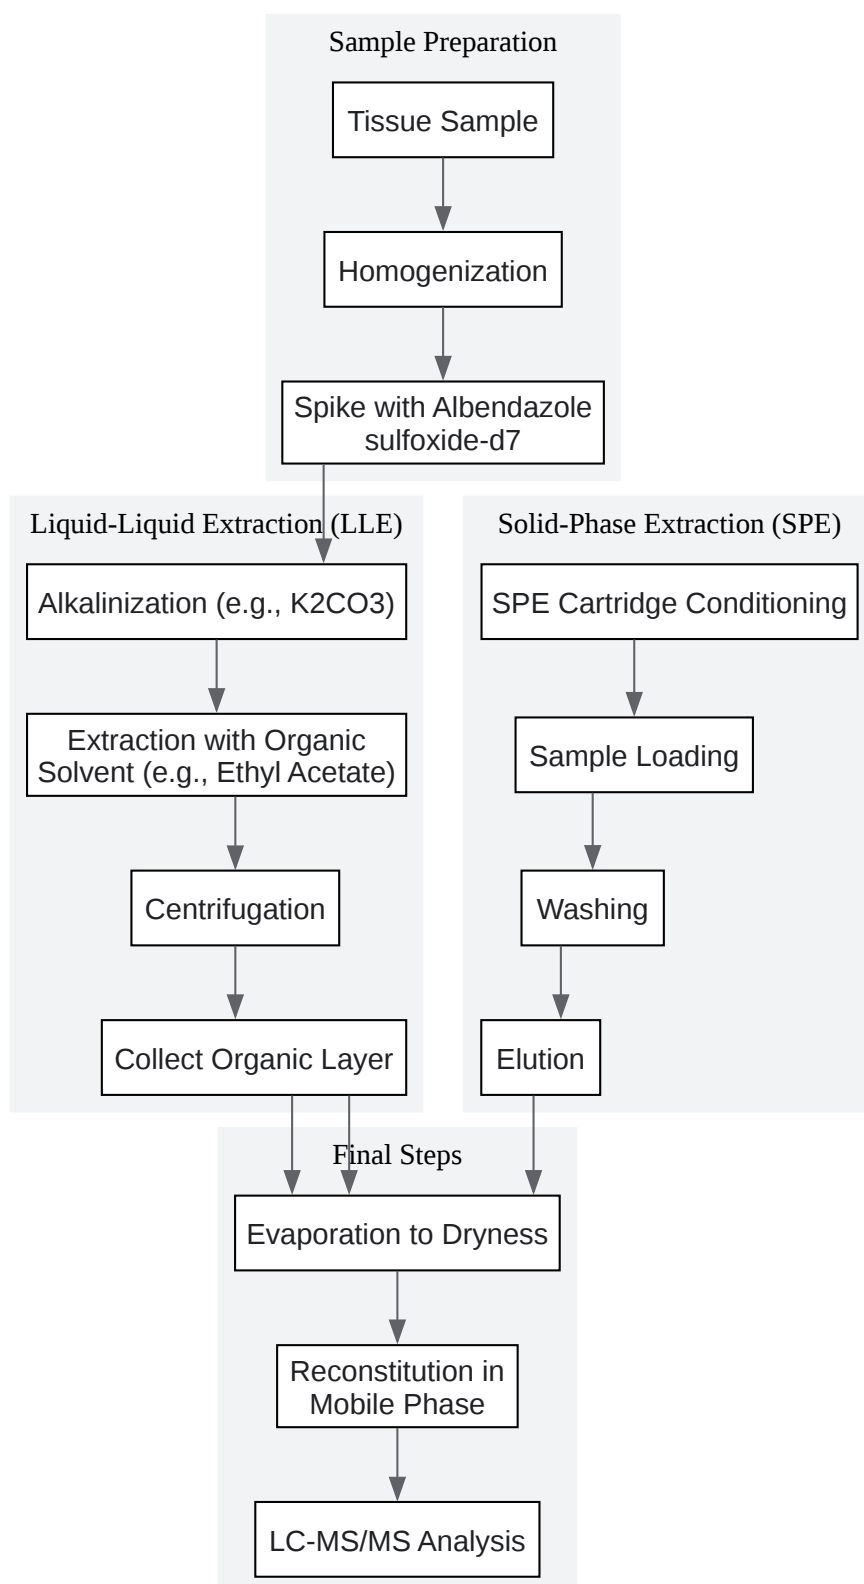 Sample Preparation
Tissue Sample
Homogenization
Spike with Albendazole
sulfoxide-d7
Liquid-Liquid Extraction (LLE)
Alkalinization (e.g., K2CO3)
Extraction with Organic
Solvent (e.g., Ethyl Acetate)
Centrifugation
Collect Organic Layer
Solid-Phase Extraction (SPE)
SPE Cartridge Conditioning
Sample Loading
Washing
Elution
Final Steps
Evaporation to Dryness
Reconstitution in
Mobile Phase
LC-MS/MS Analysis